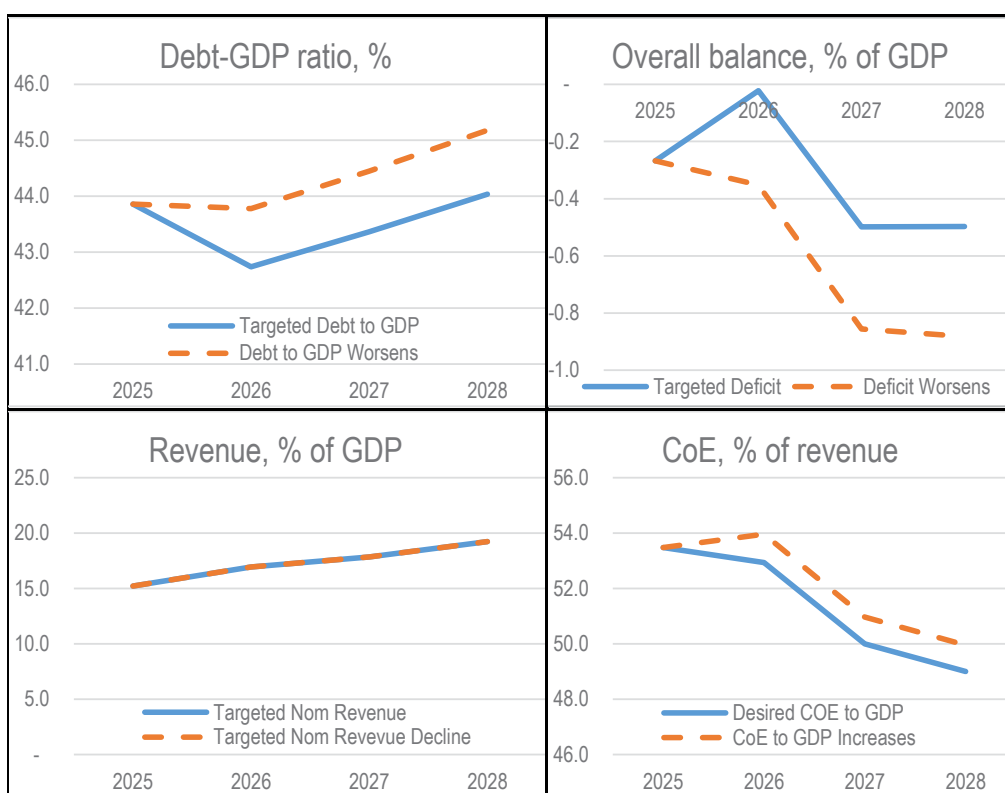 Debt-GDP ratio, %
46.0
45.0
44.0
43.0
42.0
41.0
Targeted Debt to GDP
Debt to GDP Worsens
2025 2026 2027 2028
Overall balance, % of GDP
-
2025 2026 2027 2028
-0.2
-0.4
-0.6
-0.8
-1.0
Targeted Deficit Deficit Worsens
Revenue, % of GDP
25.0
20.0
15.0
10.0
5.0
-
Targeted Nom Revenue
Targeted Nom Revevue Decline
2025 2026 2027 2028
CoE, % of revenue
56.0
54.0
52.0
50.0
48.0
46.0
Desired COE to GDP
CoE to GDP Increases
2025 2026 2027 2028